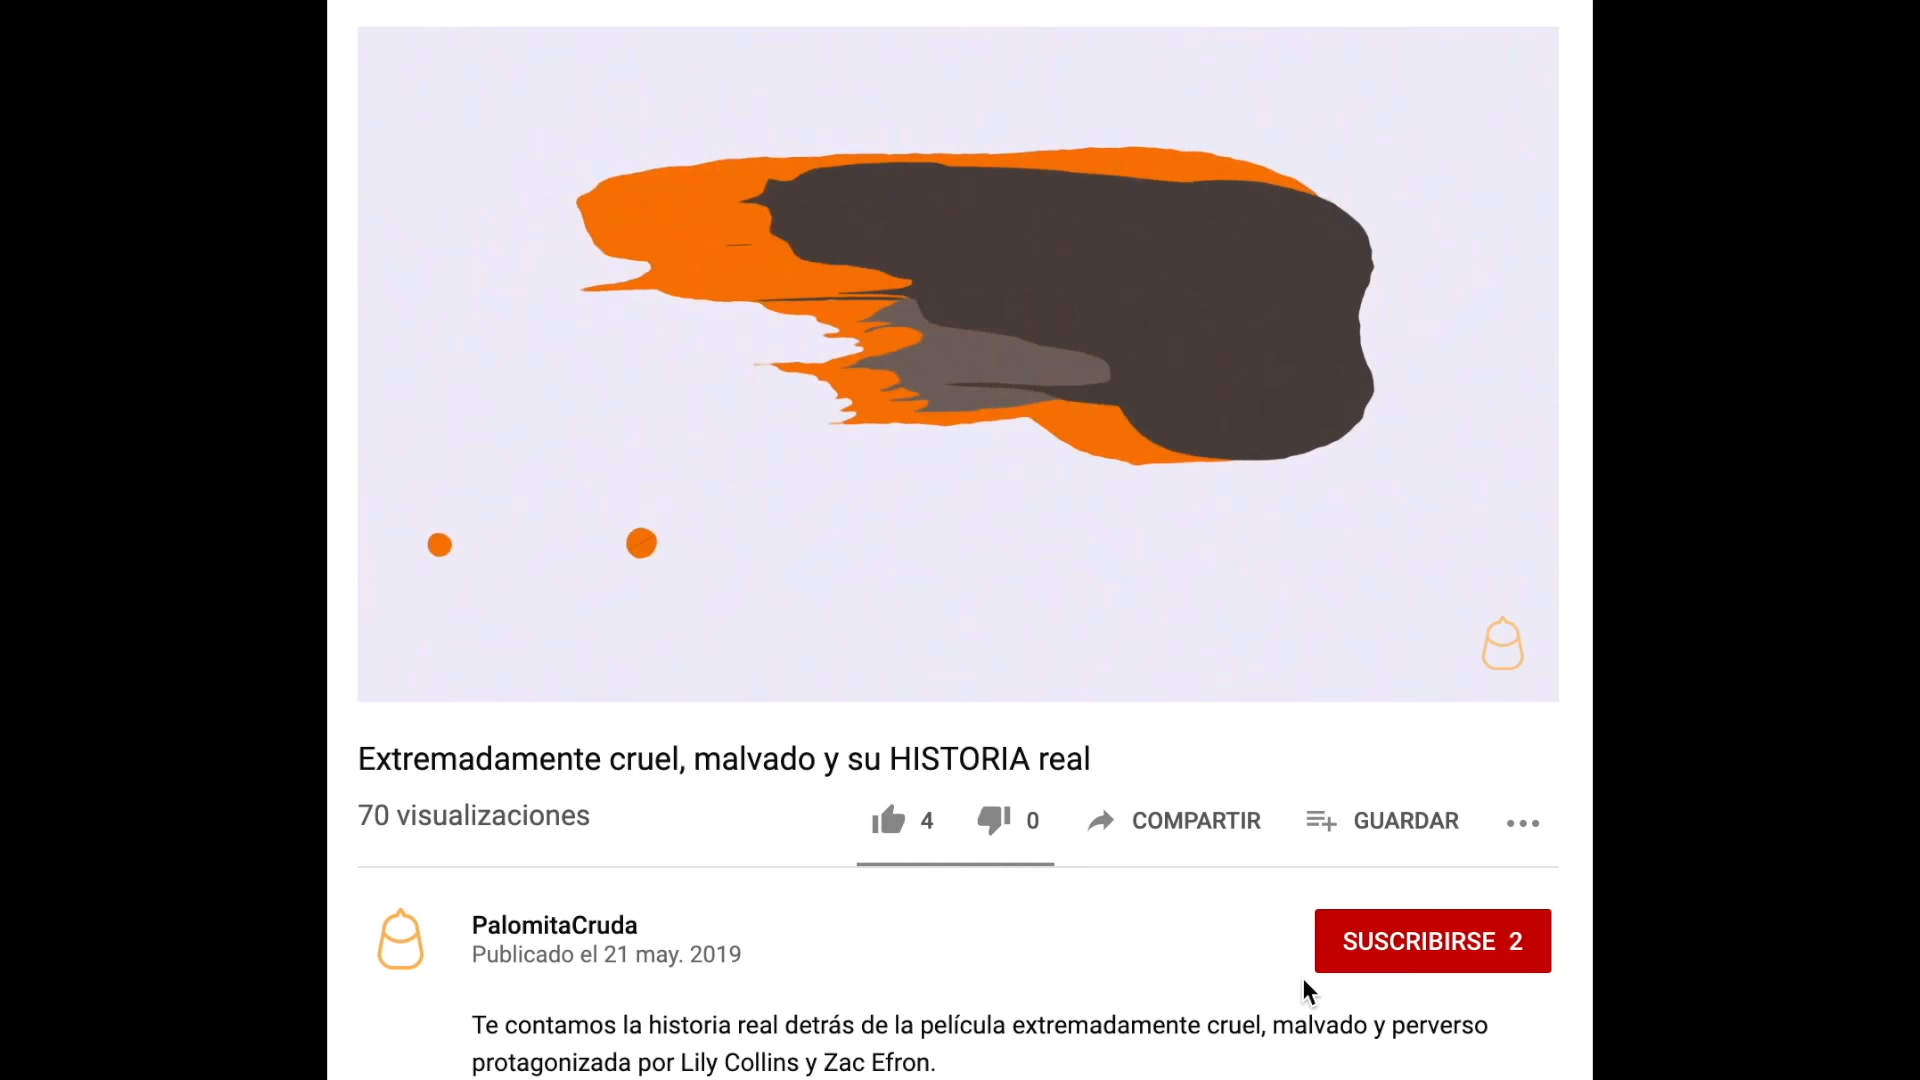 Extremadamente cruel, malvado y su HISTORIA real
70 visualizaciones
4 0 COMPARTIR GUARDAR
PalomitaCruda
Publicado el 21 may. 2019
SUSCRIBIRSE 2
Te contamos la historia real detrás de la película extremadamente cruel, malvado y perverso
protagonizada por Lily Collins y Zac Efron.